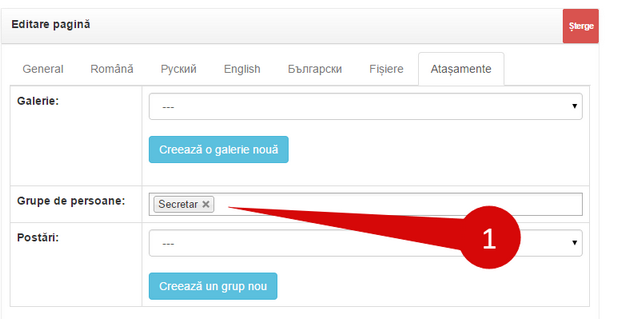 Editare pagină
Șterge
General Română Руский English Български Fișiere Atașamente
Galerie:
---
Creează o galerie nouă
Grupe de persoane:
Secretar ×
1
Postări:
---
Creează un grup nou